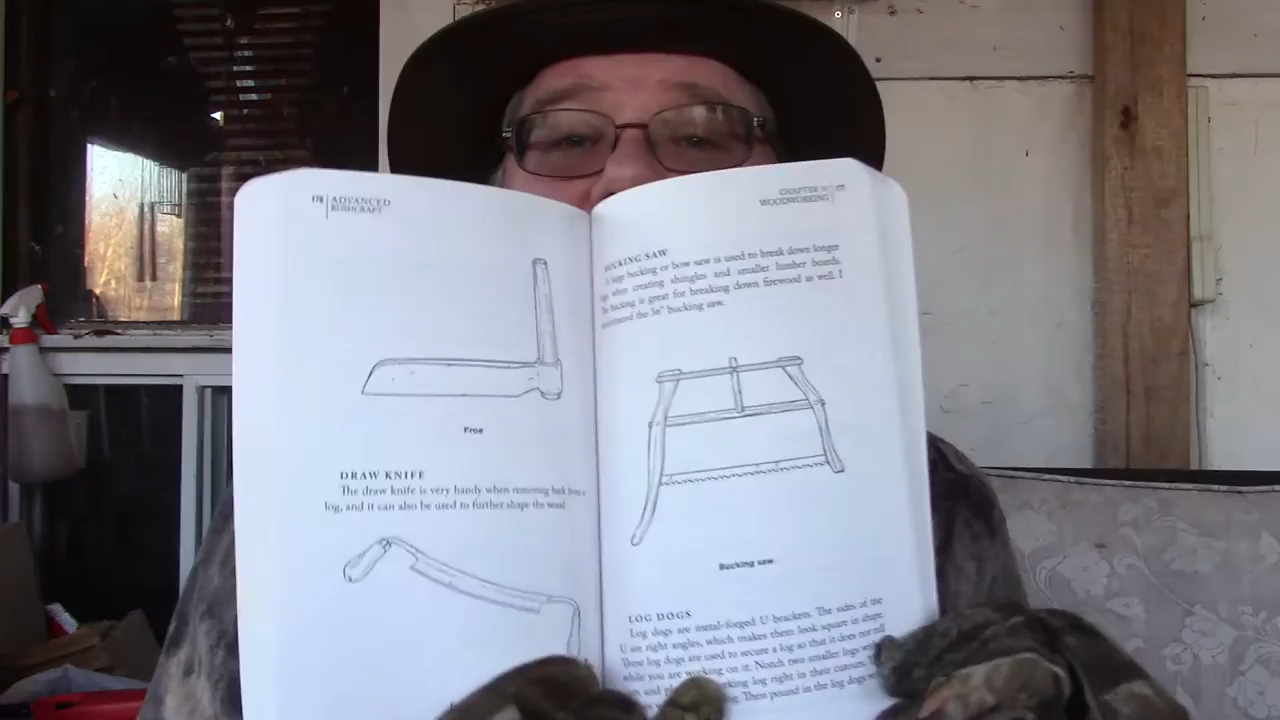 178 ADVANCED
BUSHCRAFT
Froe
DRAW KNIFE
The draw knife is very handy when removing bark from a
log, and it can also be used to further shape the wood.
CHAPTER
WOODWORKING
BUCKING SAW
A large bucking or bow saw is used to break down longer
logs when creating shingles and smaller lumber boards.
The bucking is great for breaking down firewood as well. I
recommend the 36" bucking saw.
Bucking saw
LOG DOGS
Log dogs are metal-forged U brackets. The sides of the
U are right angles, which makes them look square in shape.
These log dogs are used to secure a log so that it does not roll
while you are working on it. Notch two smaller logs
and king log right in their cutouts.
Then pound in the log dogs